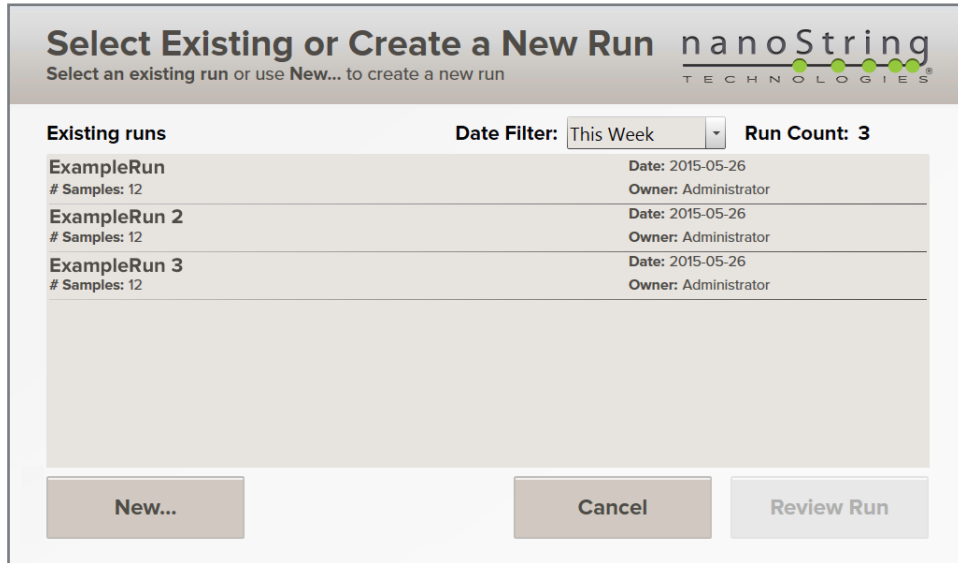 Select Existing or Create a New Run
nanoString
TECHNOLOGIES®
Select an existing run or use New... to create a new run
Existing runs
Date Filter: This Week
Run Count: 3
ExampleRun
Date: 2015-05-26
# Samples: 12
Owner: Administrator
ExampleRun 2
Date: 2015-05-26
# Samples: 12
Owner: Administrator
ExampleRun 3
Date: 2015-05-26
# Samples: 12
Owner: Administrator
New...
Cancel
Review Run